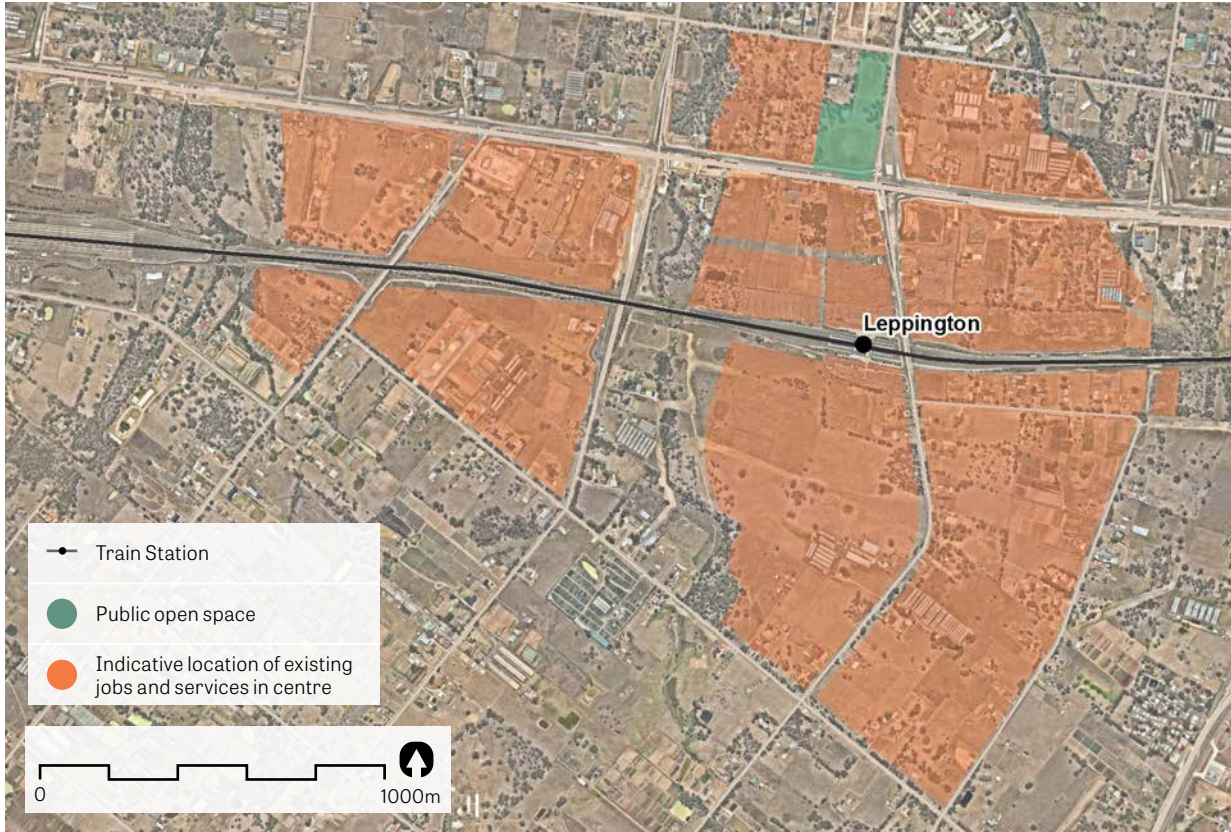 Leppington
Train Station
Public open space
Indicative location of existing
jobs and services in centre
0
1000m